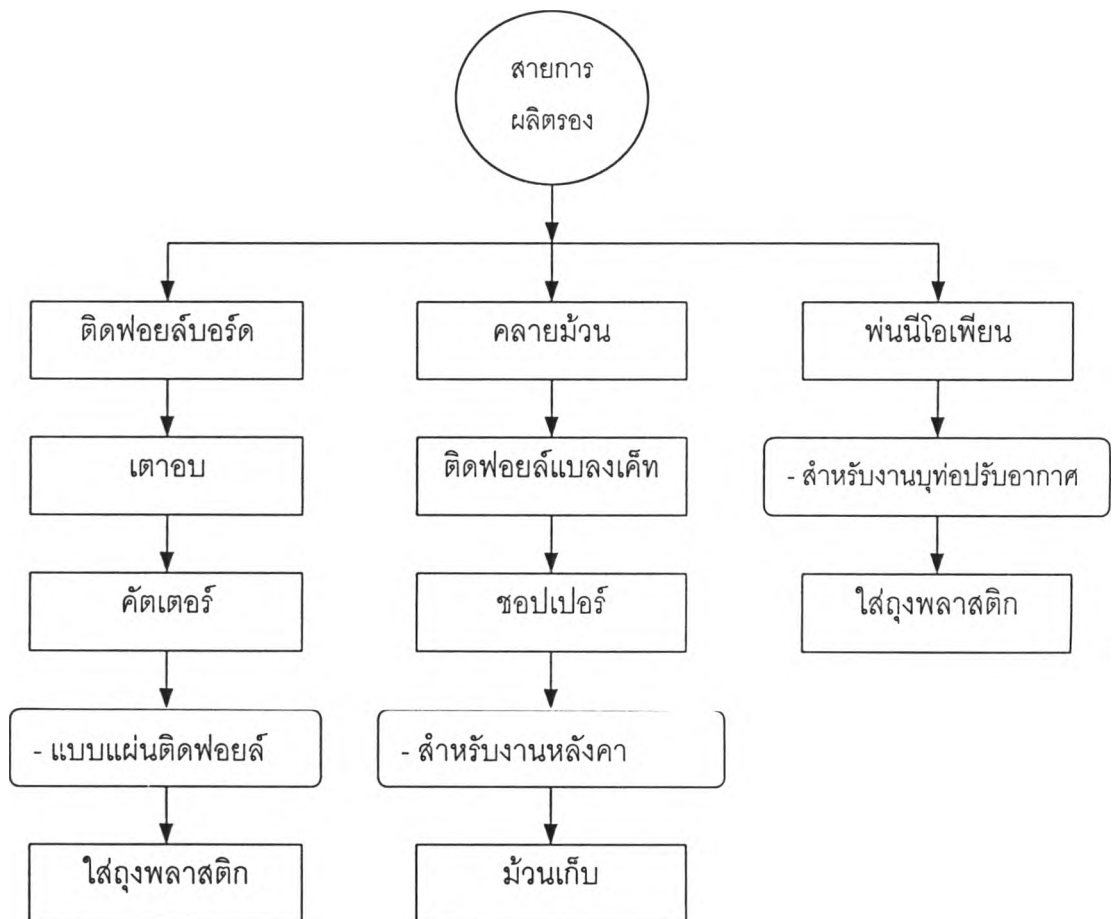 สายการ
ผลิตรอง
ติดฟอยล์บอร์ด
คลายม้วน
พ่นนีโอเพียน
เตาอบ
ติดฟอยล์แบลงเค็ท
- สำหรับงานบุท่อปรับอากาศ
คัตเตอร์
ชอปเปอร์
ใส่ถุงพลาสติก
- แบบแผ่นติดฟอยล์
- สำหรับงานหลังคา
ใส่ถุงพลาสติก
ม้วนเก็บ